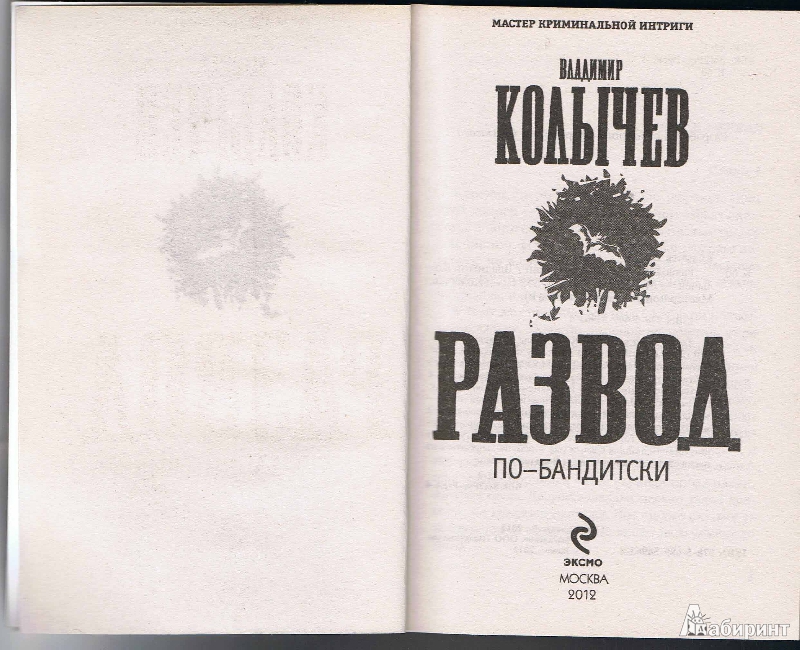 МАСТЕР КРИМИНАЛЬНОЙ ИНТРИГИ
ВЛАДИМИР
КОЛЫЧЕВ
РАЗВОД
ПО-БАНДИТСКИ
ЭКСМО
МОСКВА
2012
Лабиринт